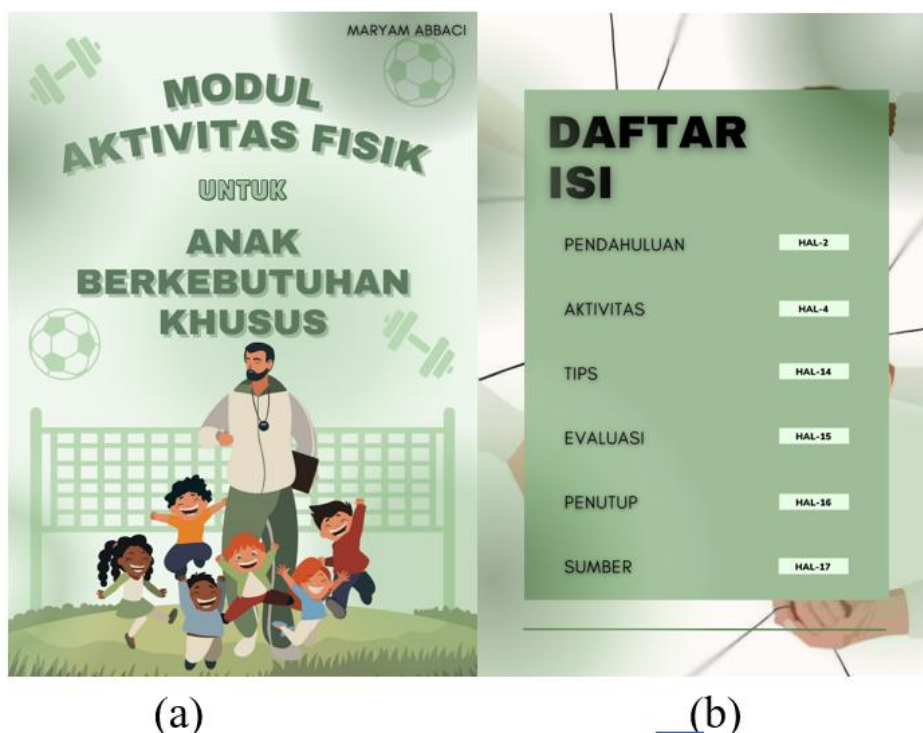 MARYAM ABBACI
MODUL
AKTIVITAS FISIK
UNTUK
ANAK
BERKEBUTUHAN
KHUSUS
DAFTAR
ISI
PENDAHULUAN HAL-2
AKTIVITAS HAL-4
TIPS HAL-14
EVALUASI HAL-15
PENUTUP HAL-16
SUMBER HAL-17
(a) (b)